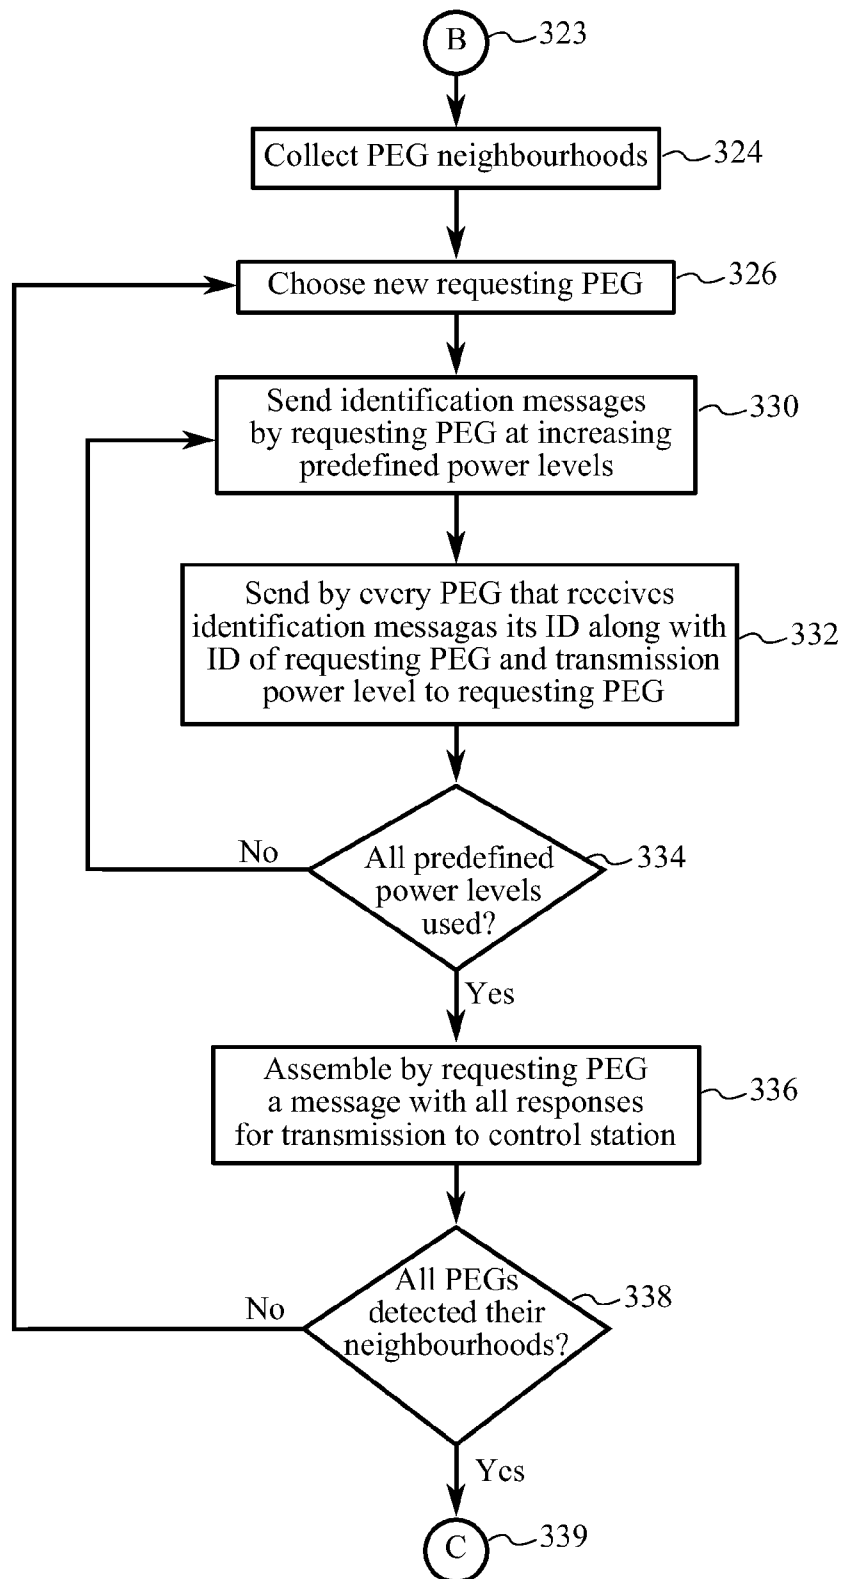 B
323
Collect PEG neighbourhoods
324
Choose new requesting PEG
326
Send identification messages
by requesting PEG at increasing
predefined power levels
330
Send by every PEG that receives
identification messagas its ID along with
ID of requesting PEG and transmission
power level to requesting PEG
332
No
All predefined
power levels
used?
334
Yes
Assemble by requesting PEG
a message with all responses
for transmission to control station
336
No
All PEGs
detected their
neighbourhoods?
338
Yes
C
339